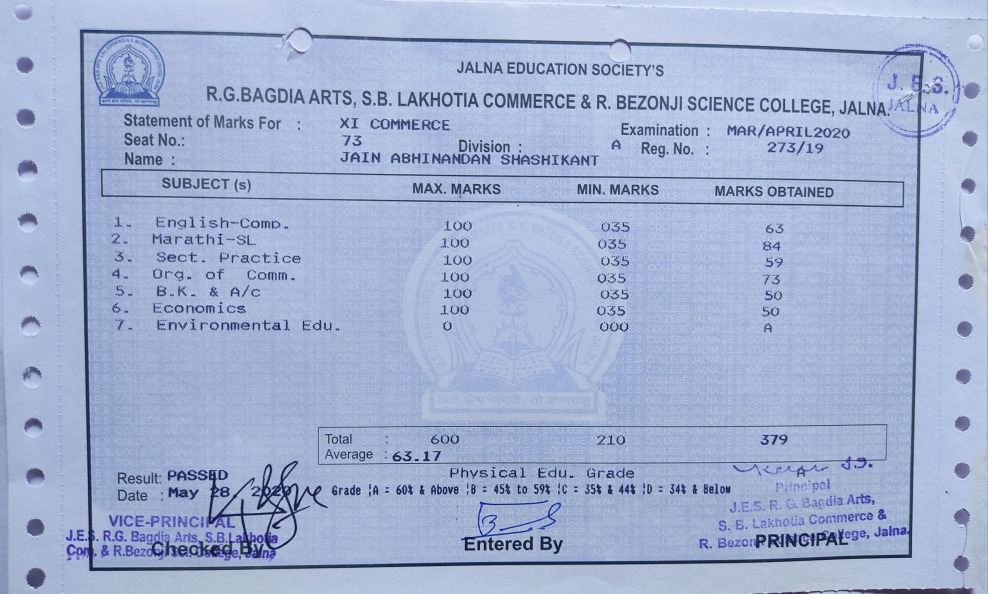 JALNA EDUCATION SOCIETY'S
R.G.BAGDIA ARTS, S.B. LAKHOTIA COMMERCE & R. BEZONJI SCIENCE COLLEGE, JALNA.
J.E.S.
JALNA
Statement of Marks For : XI COMMERCE Examination : MAR/APRIL2020
Seat No.: 73 Division : A Reg. No. : 273/19
Name : JAIN ABHINANDAN SHASHIKANT
SUBJECT (s) MAX. MARKS MIN. MARKS MARKS OBTAINED
1. English-Comp. 100 035 63
2. Marathi-SL 100 035 84
3. Sect. Practice 100 035 59
4. Org. of Comm. 100 035 73
5. B.K. & A/c 100 035 50
6. Economics 100 035 50
7. Environmental Edu. 0 000 A
Total : 600 210 379
Average : 63.17
Result: PASSED Physical Edu. Grade
Date : May 28, 2020 Grade ¦A = 60% & Above ¦B = 45% to 59% ¦C = 35% & 44% ¦D = 34% & Below
VICE-PRINCIPAL
J.E.S. R.G. Bagdia Arts, S.B.Lakhotia
Com. & R.Bezonji Sci. College, Jalna
Checked By
Entered By
Principal
J.E.S. R. G. Bagdia Arts,
S. B. Lakhotia Commerce &
R. Bezonji Science College, Jalna.
PRINCIPAL